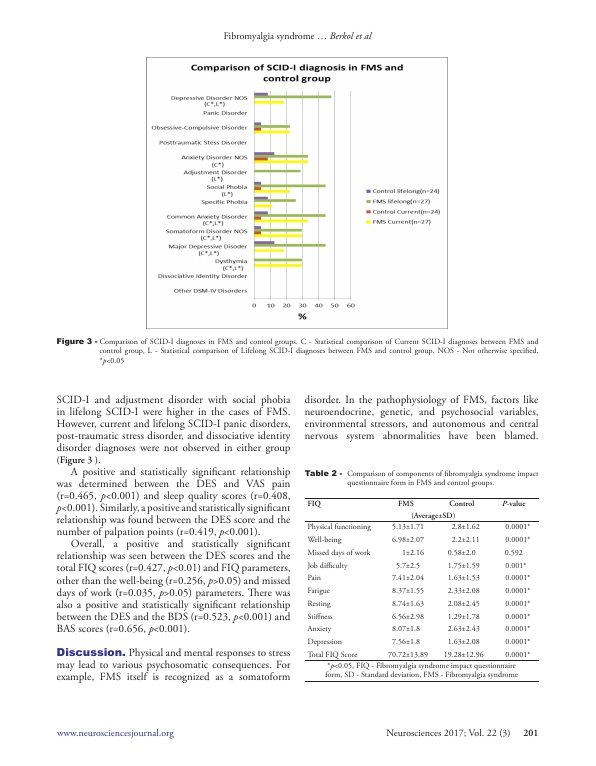 Fibromyalgia syndrome … Berkol et al
Comparison of SCID-I diagnosis in FMS and
control group
Depressive Disorder NOS
(C*,L*)
Panic Disorder
Obsessive-Compulsive Disorder
Posttraumatic Stess Disorder
Anxiety Disorder NOS
(C*)
Adjustment Disorder
(L*)
Social Phobia
(L*)
Specific Phobia
Common Anxiety Disorder
(C*,L*)
Somatoform Disorder NOS
(C*,L*)
Major Depressive Disoder
(C*,L*)
Dysthymia
(C*,L*)
Dissociative Identity Disorder
Other DSM-IV Disorders
0 10 20 30 40 50 60
%
Control lifelong(n=24)
FMS lifelong(n=27)
Control Current(n=24)
FMS Current(n=27)
Figure 3 - Comparison of SCID-I diagnoses in FMS and control groups. C - Statistical comparison of Current SCID-I diagnoses between FMS and
control group, L - Statistical comparison of Lifelong SCID-I diagnoses between FMS and control group, NOS - Not otherwise specified,
*p<0.05
SCID-I and adjustment disorder with social phobia
in lifelong SCID-I were higher in the cases of FMS.
However, current and lifelong SCID-I panic disorders,
post-traumatic stress disorder, and dissociative identity
disorder diagnoses were not observed in either group
(Figure 3 ).
A positive and statistically significant relationship
was determined between the DES and VAS pain
(r=0.465, p<0.001) and sleep quality scores (r=0.408,
p<0.001). Similarly, a positive and statistically significant
relationship was found between the DES score and the
number of palpation points (r=0.419, p<0.001).
Overall, a positive and statistically significant
relationship was seen between the DES scores and the
total FIQ scores (r=0.427, p<0.01) and FIQ parameters,
other than the well-being (r=0.256, p>0.05) and missed
days of work (r=0.035, p>0.05) parameters. There was
also a positive and statistically significant relationship
between the DES and the BDS (r=0.523, p<0.001) and
BAS scores (r=0.656, p<0.001).
Discussion. Physical and mental responses to stress
may lead to various psychosomatic consequences. For
example, FMS itself is recognized as a somatoform
disorder. In the pathophysiology of FMS, factors like
neuroendocrine, genetic, and psychosocial variables,
environmental stressors, and autonomous and central
nervous system abnormalities have been blamed.
Table 2 - Comparison of components of fibromyalgia syndrome impact
questionnaire form in FMS and control groups.
FIQ FMS Control P-value
(Average±SD)
Physical functioning 5.13±1.71 2.8±1.62 0.0001*
Well-being 6.98±2.07 2.2±2.11 0.0001*
Missed days of work 1±2.16 0.58±2.0 0.592
Job difficulty 5.7±2.5 1.75±1.59 0.001*
Pain 7.41±2.04 1.63±1.53 0.0001*
Fatigue 8.37±1.55 2.33±2.08 0.0001*
Resting 8.74±1.63 2.08±2.45 0.0001*
Stiffness 6.56±2.98 1.29±1.78 0.0001*
Anxiety 8.07±1.8 2.63±2.43 0.0001*
Depression 7.56±1.8 1.63±2.08 0.0001*
Total FIQ Score 70.72±13.89 19.28±12.96 0.0001*
*p<0.05, FIQ - Fibromyalgia syndrome impact questionnaire
form, SD - Standard deviation, FMS - Fibromyalgia syndrome
www.neurosciencesjournal.org Neurosciences 2017; Vol. 22 (3) 201